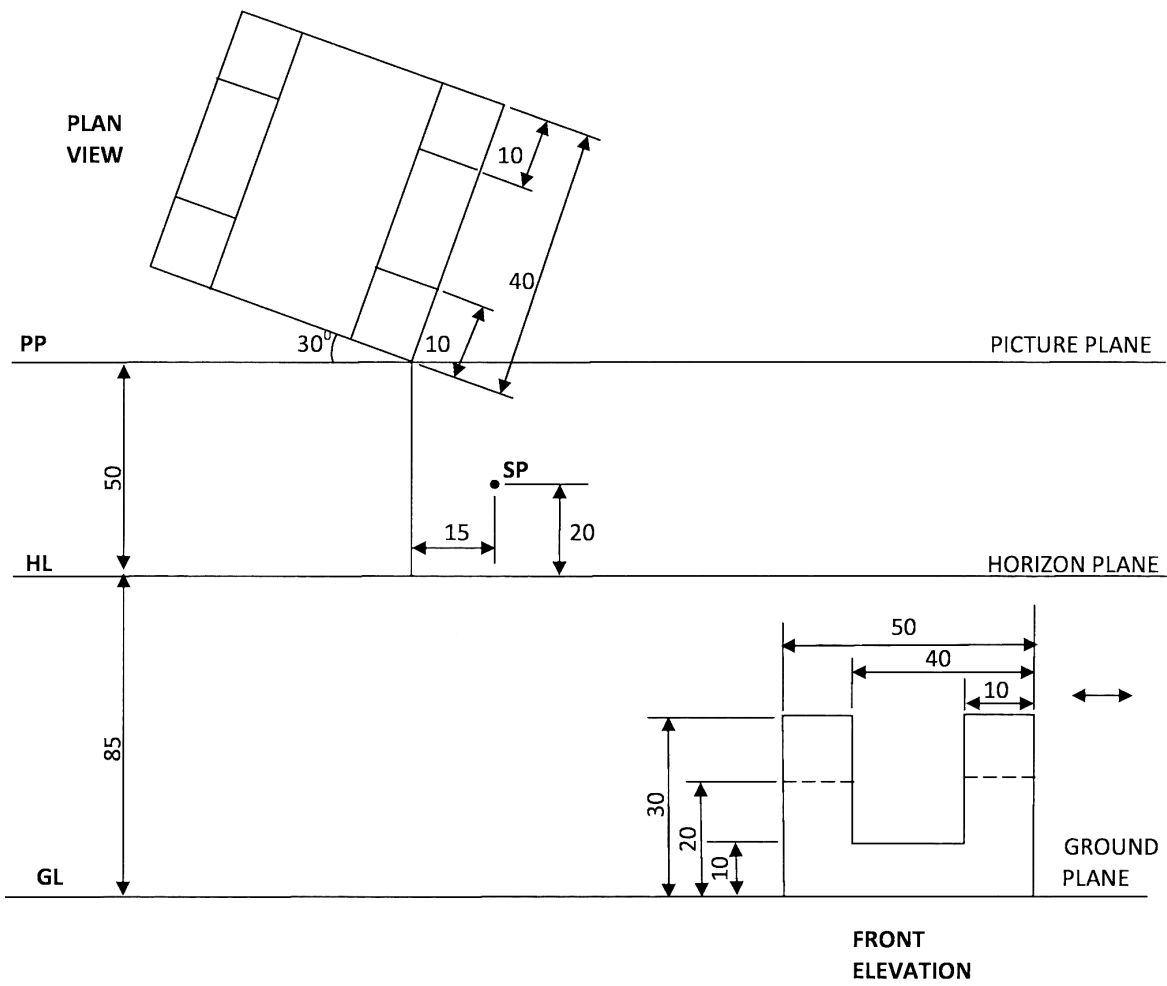 PLAN
VIEW
10
40
10
30⁰
PP
PICTURE PLANE
50
SP
15
20
HL
HORIZON PLANE
50
40
10
85
30
20
10
GL
GROUND
PLANE
FRONT
ELEVATION